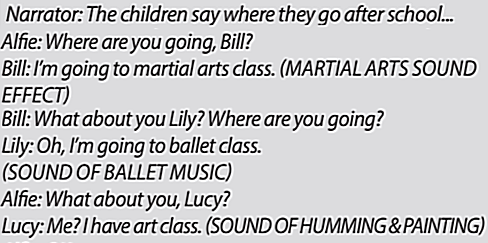 Narrator: The children say where they go after school...
Alfie: Where are you going, Bill?
Bill: I'm going to martial arts class. (MARTIAL ARTS SOUND
EFFECT)
Bill: What about you Lily? Where are you going?
Lily: Oh, I'm going to ballet class.
(SOUND OF BALLET MUSIC)
Alfie: What about you, Lucy?
Lucy: Me? I have art class. (SOUND OF HUMMING & PAINTING)